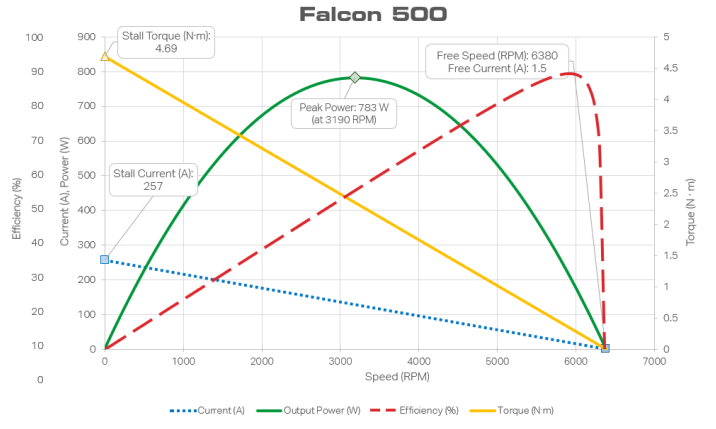 Falcon 500
Stall Torque (N·m):
4.69
Free Speed (RPM): 6380
Free Current (A): 1.5
Peak Power: 783 W
(at 3190 RPM)
Stall Current (A):
257
Efficiency (%)
100
90
80
70
60
50
40
30
20
10
0
Current (A), Power (W)
900
800
700
600
500
400
300
200
100
0
5
4.5
4
3.5
3
2.5
2
1.5
1
0.5
0
Torque (N · m)
0 1000 2000 3000 4000 5000 6000 7000
Speed (RPM)
Current (A) Output Power (W) Efficiency (%) Torque (N·m)